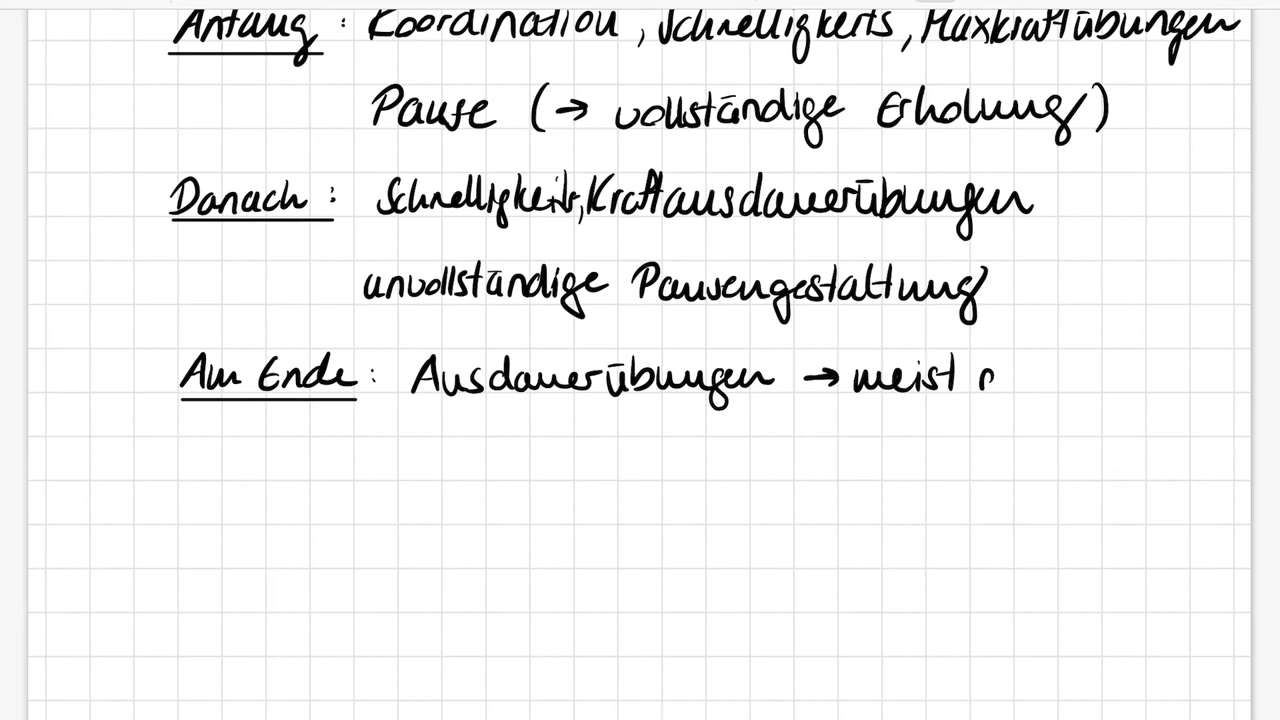 Anfang : Koordination, Schnelligkeits, Maxkraftübungen
Pause (→ vollständige Erholung)
Danach : Schnelligkeits, Kraftausdauerübungen
unvollständige Pausengestaltung
Am Ende : Ausdauerübungen → meist